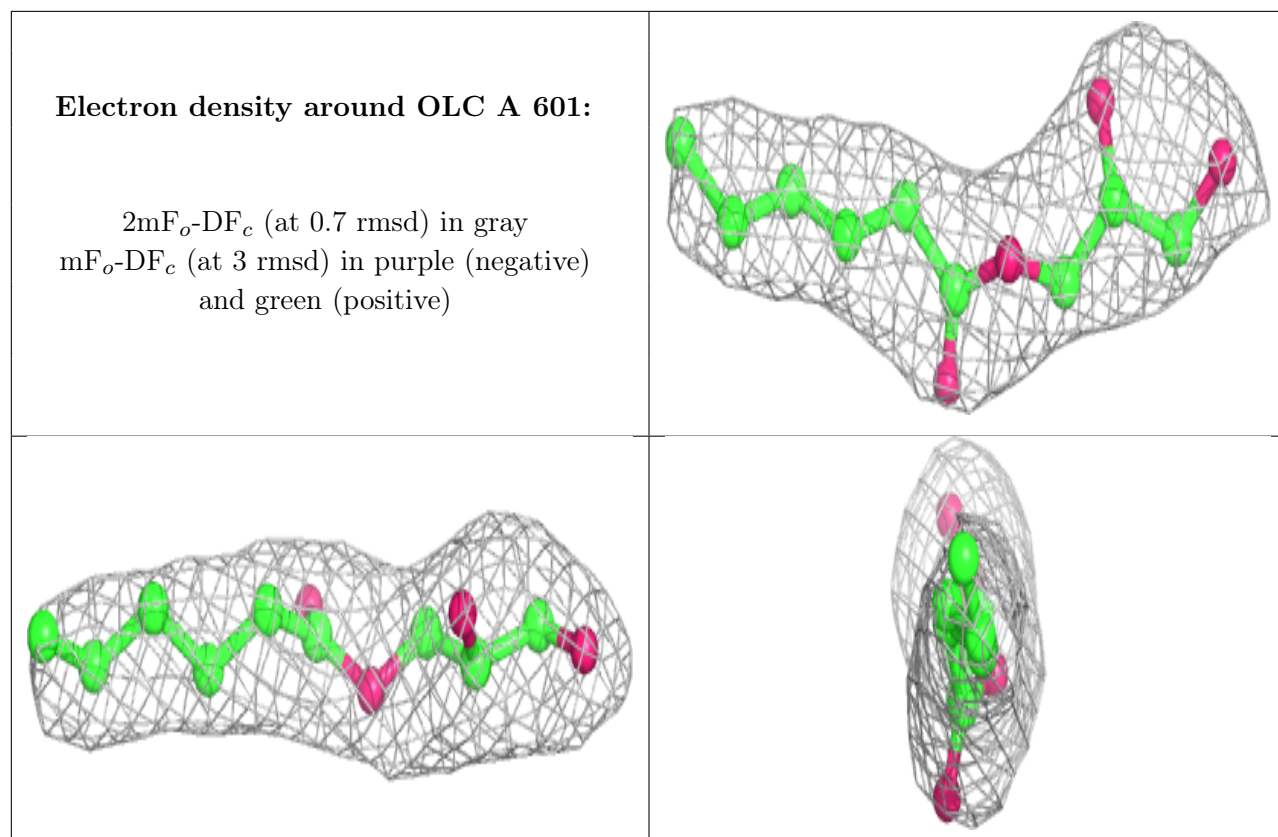 Electron density around OLC A 601:
2mFₒ-DF𝒸 (at 0.7 rmsd) in gray
mFₒ-DF𝒸 (at 3 rmsd) in purple (negative)
and green (positive)